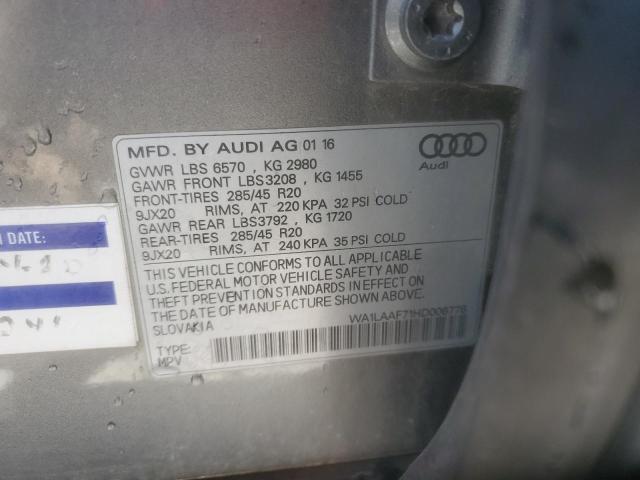 MFD. BY AUDI AG 01 16
GVWR LBS 6570 , KG 2980
GAWR FRONT LBS3208 , KG 1455
FRONT-TIRES 285/45 R20
9JX20 RIMS, AT 220 KPA 32 PSI COLD
GAWR REAR LBS3792 , KG 1720
REAR-TIRES 285/45 R20
9JX20 RIMS, AT 240 KPA 35 PSI COLD
THIS VEHICLE CONFORMS TO ALL APPLICABLE
U.S. FEDERAL MOTOR VEHICLE SAFETY AND
THEFT PREVENTION STANDARDS IN EFFECT ON
THE DATE OF MANUFACTURE SHOWN ABOVE.
SLOVAKIA
WA1LAAF71HD006776
TYPE:
MPV
Audi
DATE: